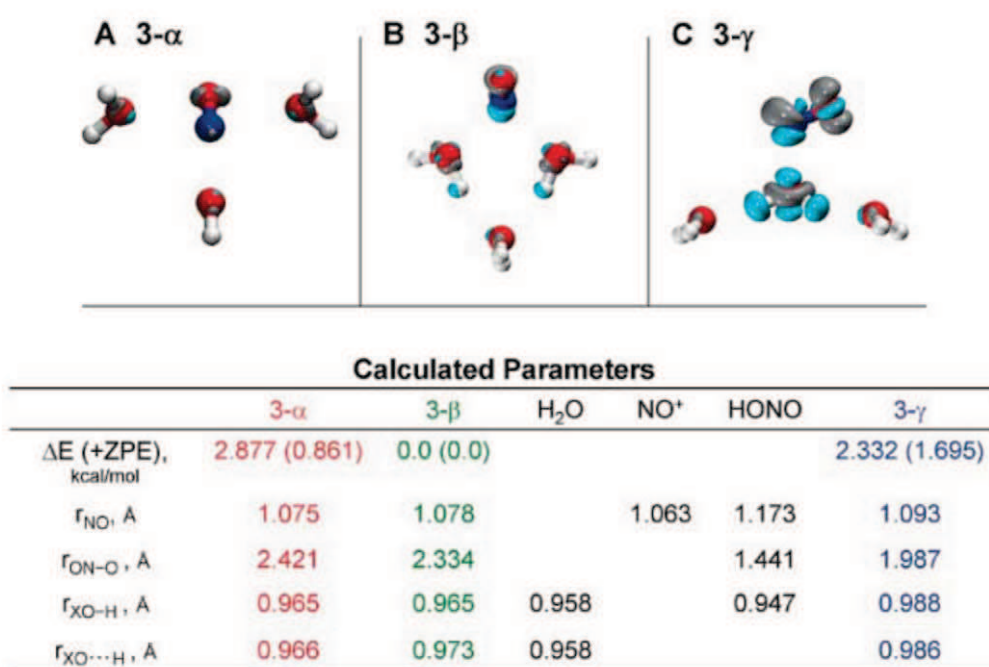 A 3-α B 3-β C 3-γ
Calculated Parameters
3-α 3-β H₂O NO⁺ HONO 3-γ
ΔE (+ZPE), kcal/mol 2.877 (0.861) 0.0 (0.0) 2.332 (1.695)
r_NO, Å 1.075 1.078 1.063 1.173 1.093
r_ON–O, Å 2.421 2.334 1.441 1.987
r_XO–H, Å 0.965 0.965 0.958 0.947 0.988
r_XO···H, Å 0.966 0.973 0.958 0.986